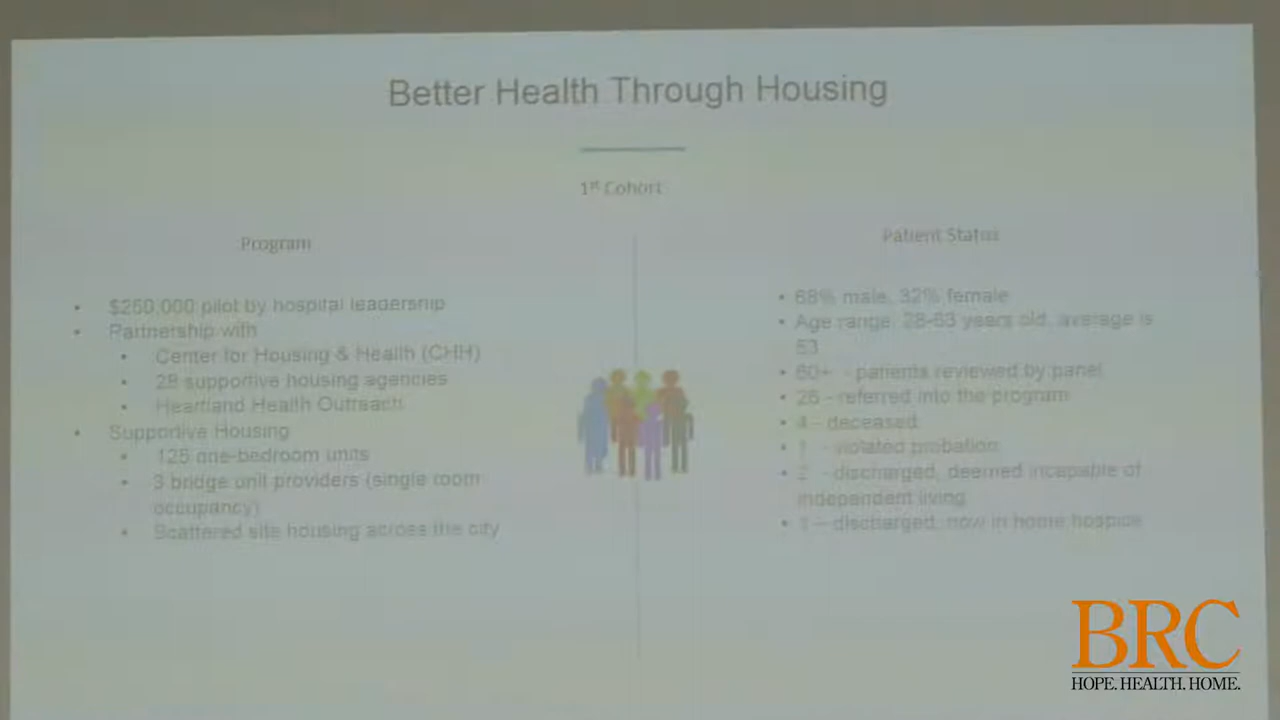 Better Health Through Housing
1st Cohort
Program
• $250,000 pilot by hospital leadership
• Partnership with
• Center for Housing & Health (CHH)
• 28 supportive housing agencies
• Heartland Health Outreach
• Supportive Housing
• 125 one-bedroom units
• 3 bridge unit providers (single room
occupancy)
• Scattered site housing across the city
Patient Status
• 68% male, 32% female
• Age range: 28-63 years old, average is
53
• 60+ - patients reviewed by panel
• 26 - referred into the program
• 4 - deceased
• 1 - violated probation
• 2 - discharged, deemed incapable of
independent living
• – discharged, now in home hospice
BRC
HOPE. HEALTH. HOME.